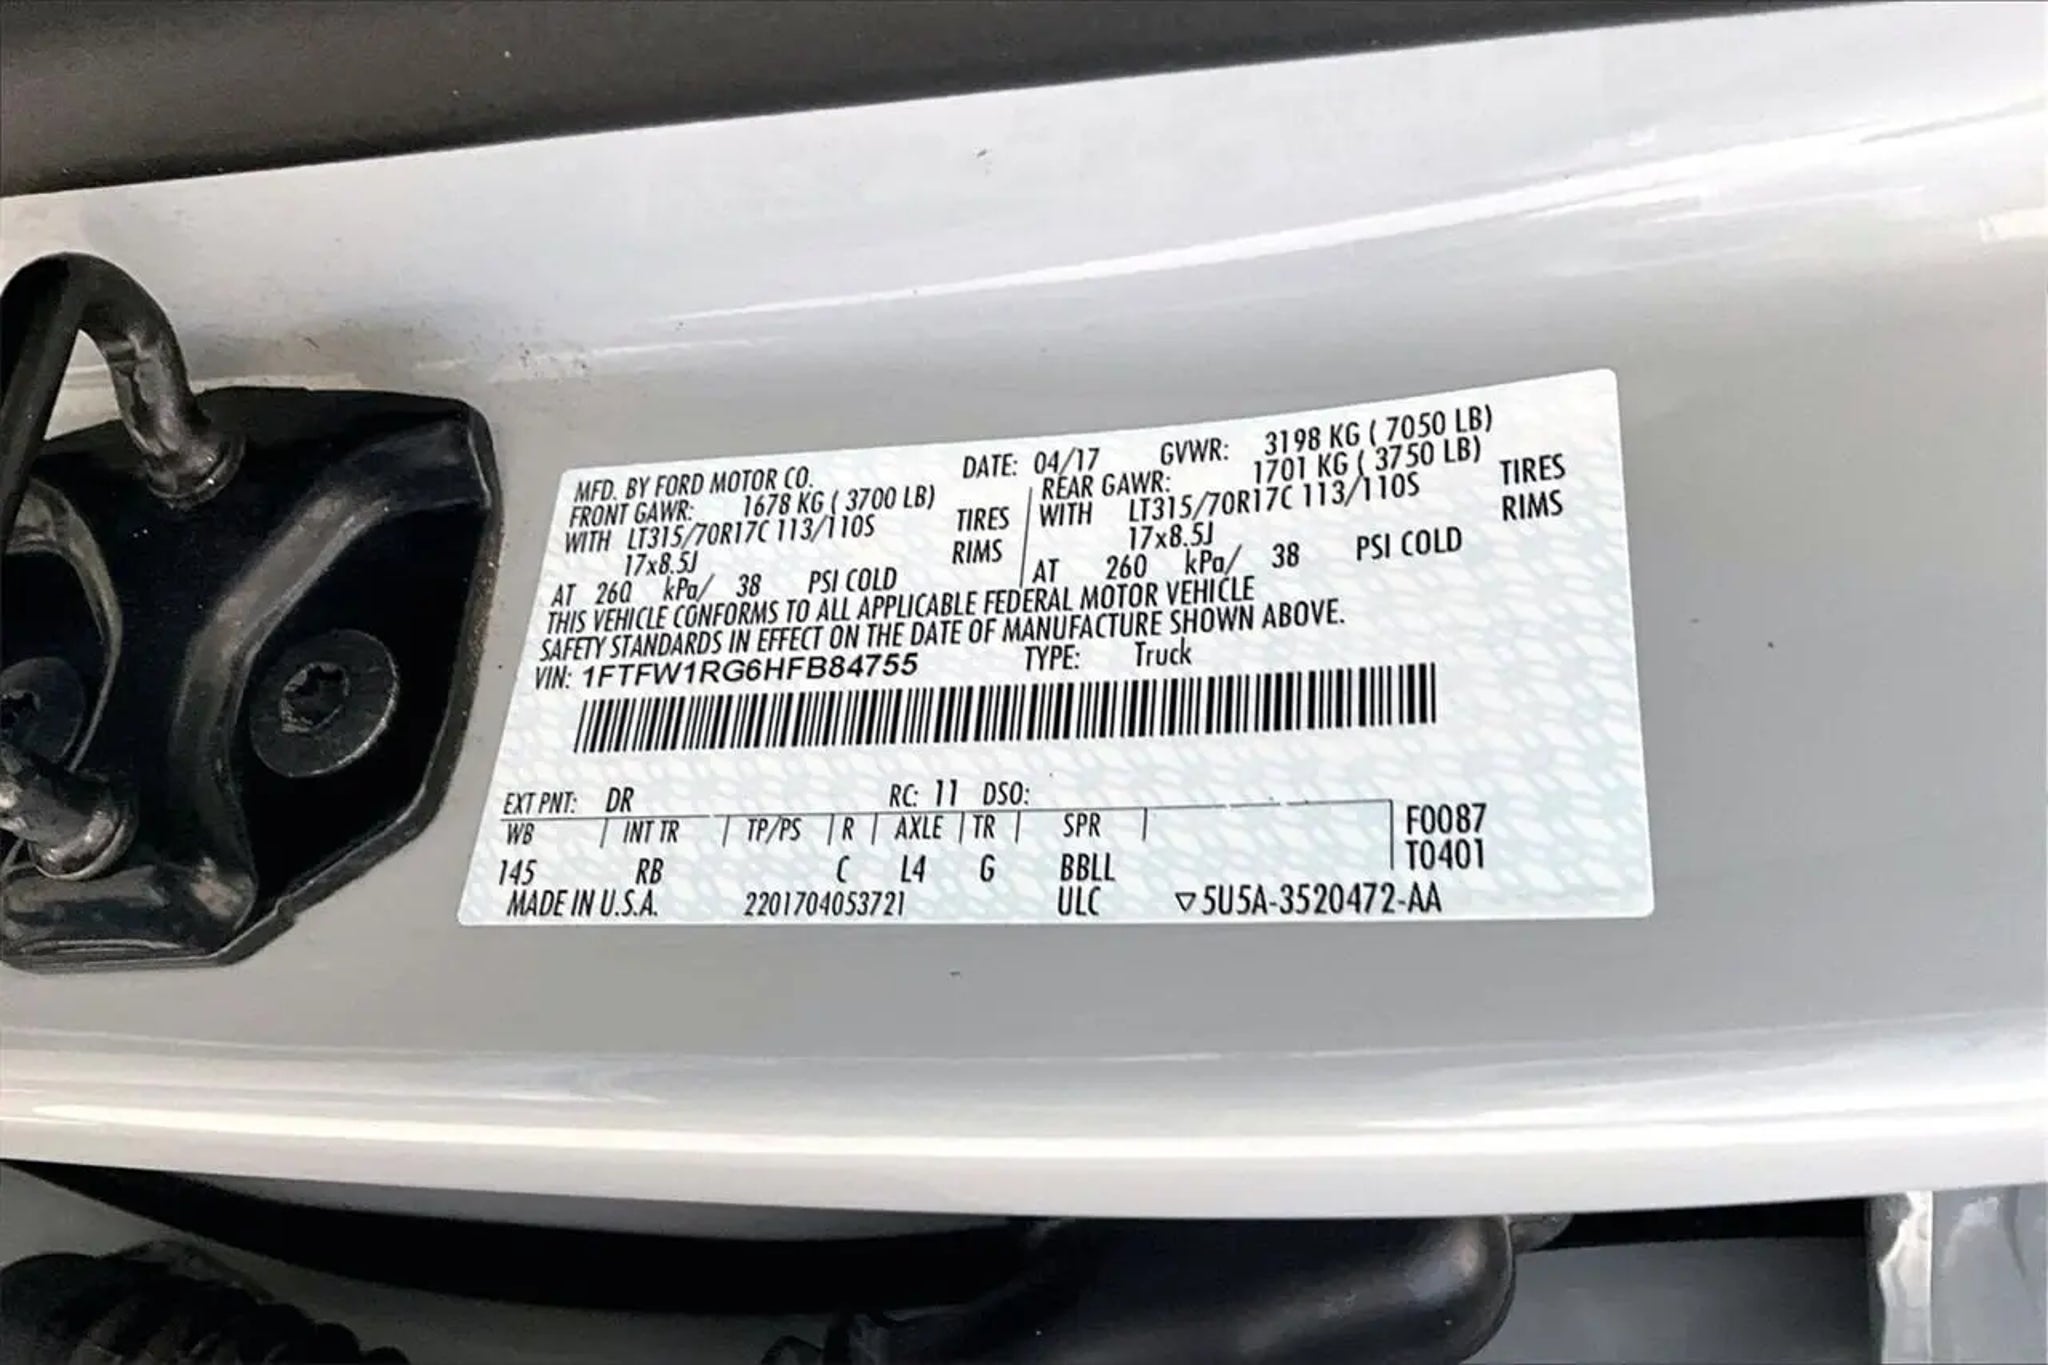 MFD. BY FORD MOTOR CO. DATE: 04/17 GVWR: 3198 KG ( 7050 LB)
FRONT GAWR: 1678 KG ( 3700 LB) REAR GAWR: 1701 KG ( 3750 LB)
WITH LT315/70R17C 113/110S TIRES WITH LT315/70R17C 113/110S TIRES
17x8.5J RIMS 17x8.5J RIMS
AT 260 kPa/ 38 PSI COLD AT 260 kPa/ 38 PSI COLD
THIS VEHICLE CONFORMS TO ALL APPLICABLE FEDERAL MOTOR VEHICLE
SAFETY STANDARDS IN EFFECT ON THE DATE OF MANUFACTURE SHOWN ABOVE.
VIN: 1FTFW1RG6HFB84755 TYPE: Truck
EXT PNT: DR RC: 11 DSO:
WB INT TR TP/PS R AXLE TR SPR F0087
145 RB C L4 G BBLL T0401
MADE IN U.S.A. 2201704053721 ULC ▽5U5A-3520472-AA